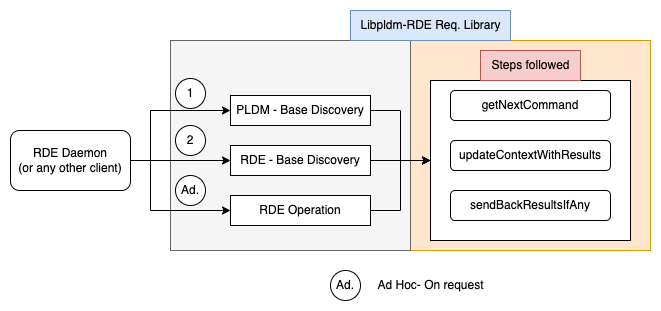 Libpldm-RDE Req. Library
Steps followed
1
PLDM - Base Discovery
getNextCommand
RDE Daemon
(or any other client)
2
RDE - Base Discovery
updateContextWithResults
Ad.
RDE Operation
sendBackResultsIfAny
Ad.
Ad Hoc- On request